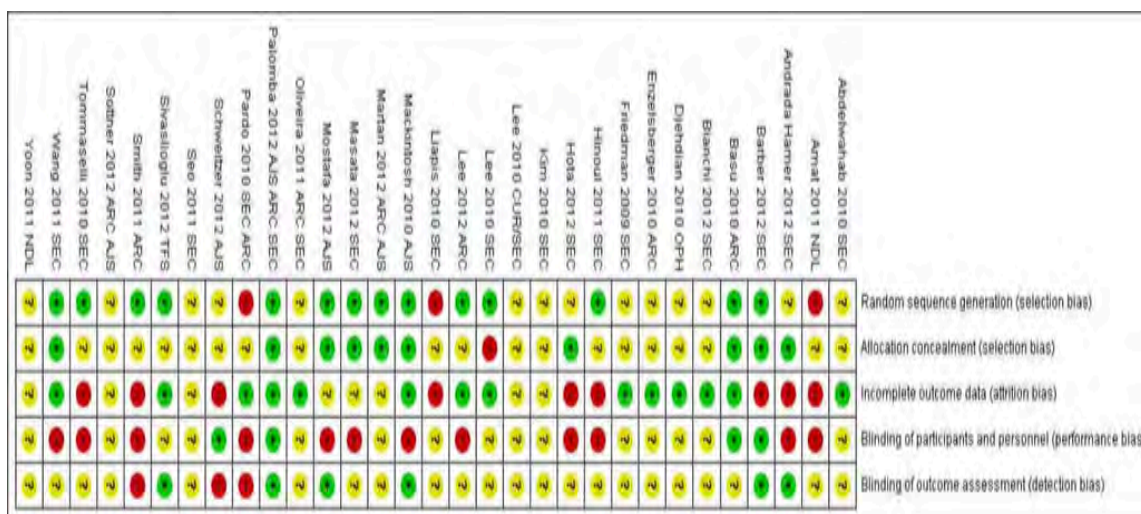 Yoon 2011 NDL
Wang 2011 SEC
Tommaselli 2010 SEC
Sottner 2012 ARC AJS
Smith 2011 ARC
Sivaslioglu 2012 TFS
Seo 2011 SEC
Schweitzer 2012 AJS
Pardo 2010 SEC ARC
Palomba 2012 AJS ARC SEC
Oliveira 2011 ARC SEC
Mostafa 2012 AJS
Masata 2012 SEC
Martan 2012 ARC AJS
Mackintosh 2010 AJS
Liapis 2010 SEC
Lee 2012 ARC
Lee 2010 SEC
Lee 2010 CUR/SEC
Kim 2010 SEC
Hota 2012 SEC
Hinoul 2011 SEC
Friedman 2009 SEC
Enzelsberger 2010 ARC
Djehdian 2010 OPH
Bianchi 2012 SEC
Basu 2010 ARC
Barber 2012 SEC
Andrada Hamer 2012 SEC
Amat 2011 NDL
Abdelwahab 2010 SEC
Random sequence generation (selection bias)
Allocation concealment (selection bias)
Incomplete outcome data (attrition bias)
Blinding of participants and personnel (performance bias
Blinding of outcome assessment (detection bias)